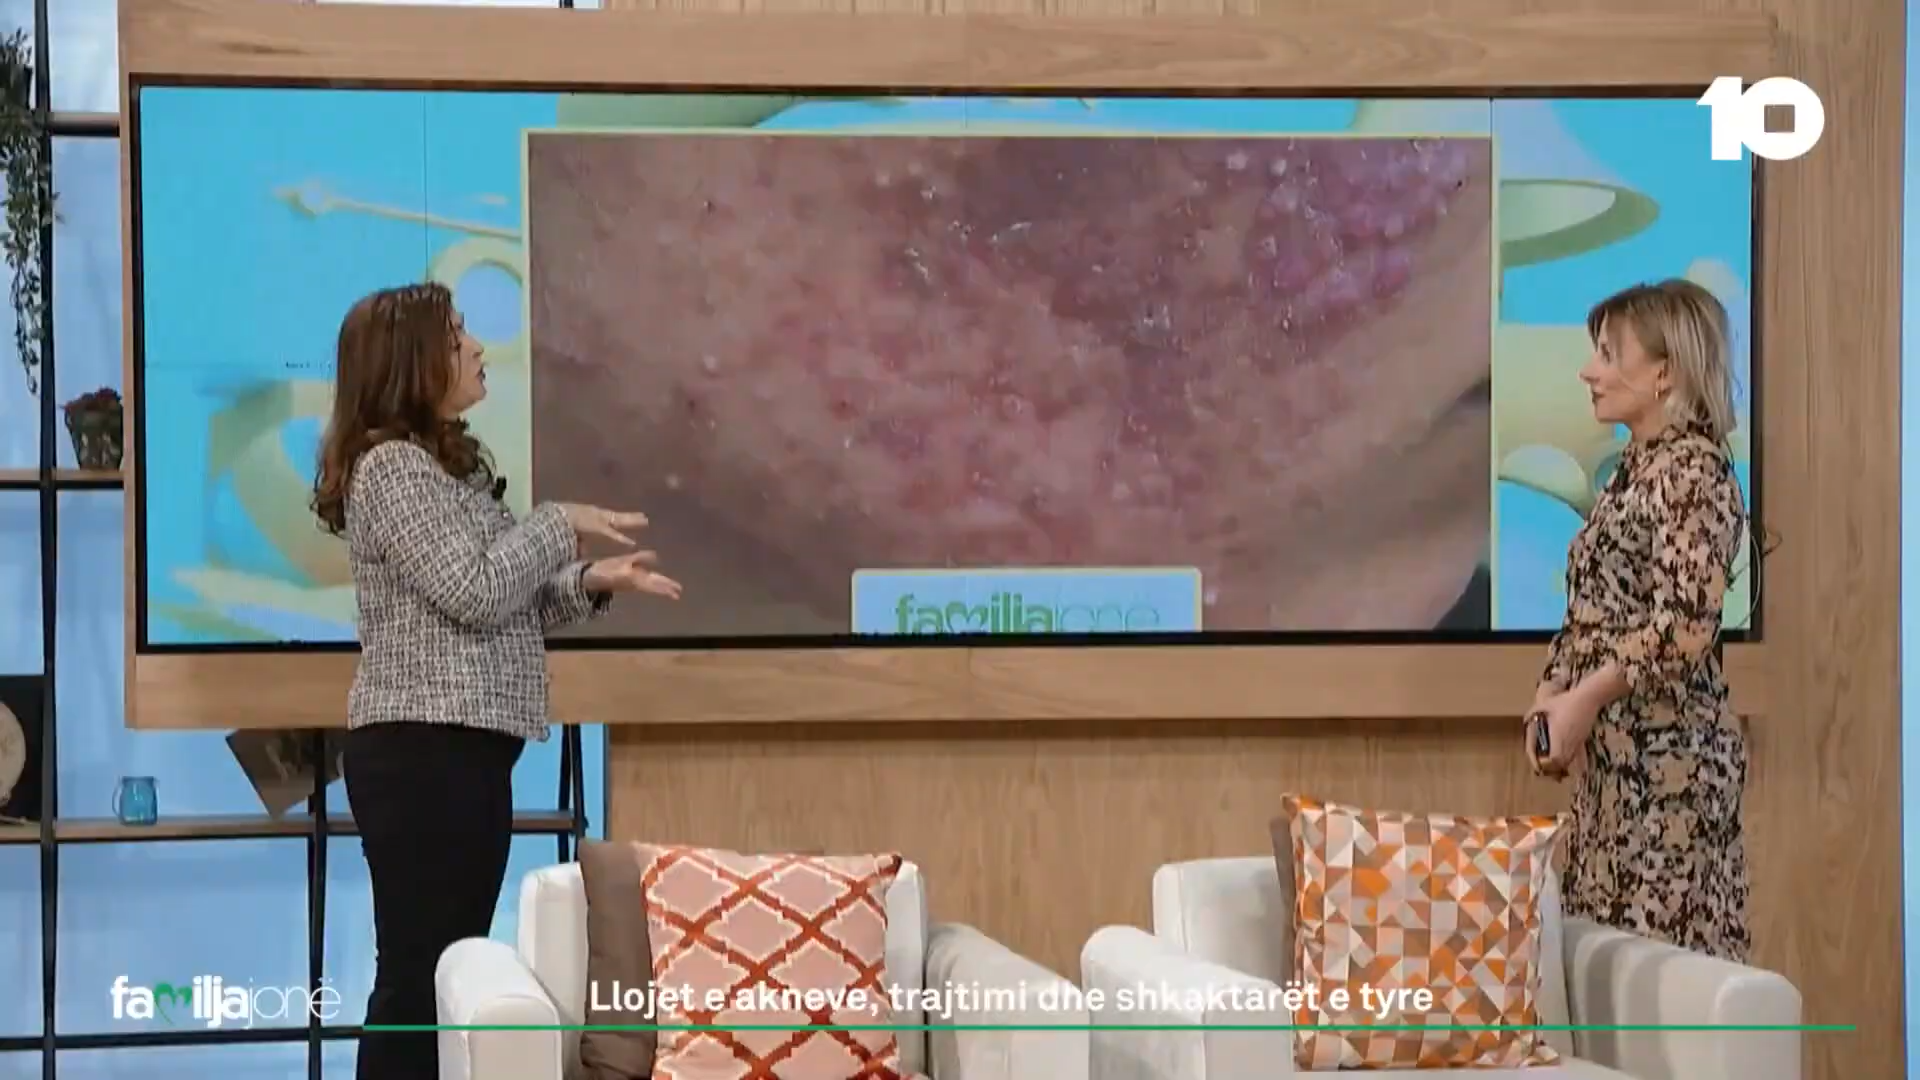 10
familjajonë
familjajonë
Llojet e akneve, trajtimi dhe shkaktarët e tyre